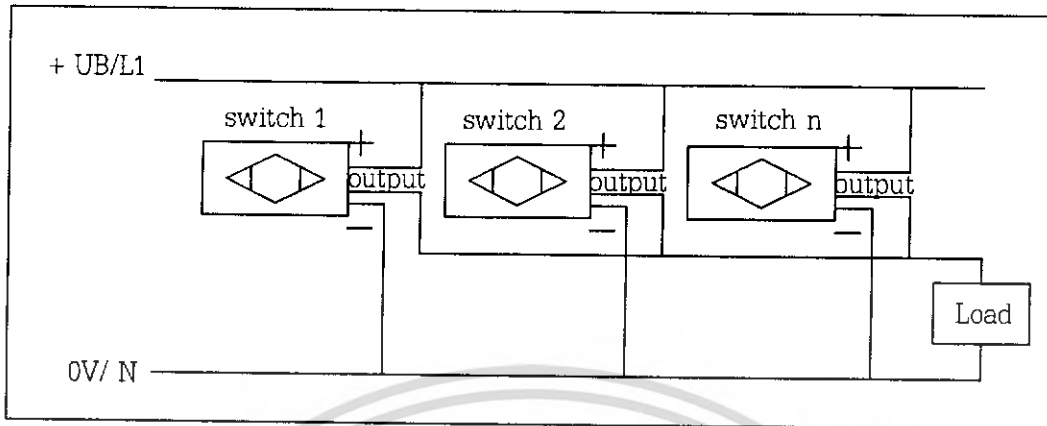 + UB/L1
switch 1
switch 2
switch n
+
+
+
output
output
output
−
−
−
Load
0V/ N